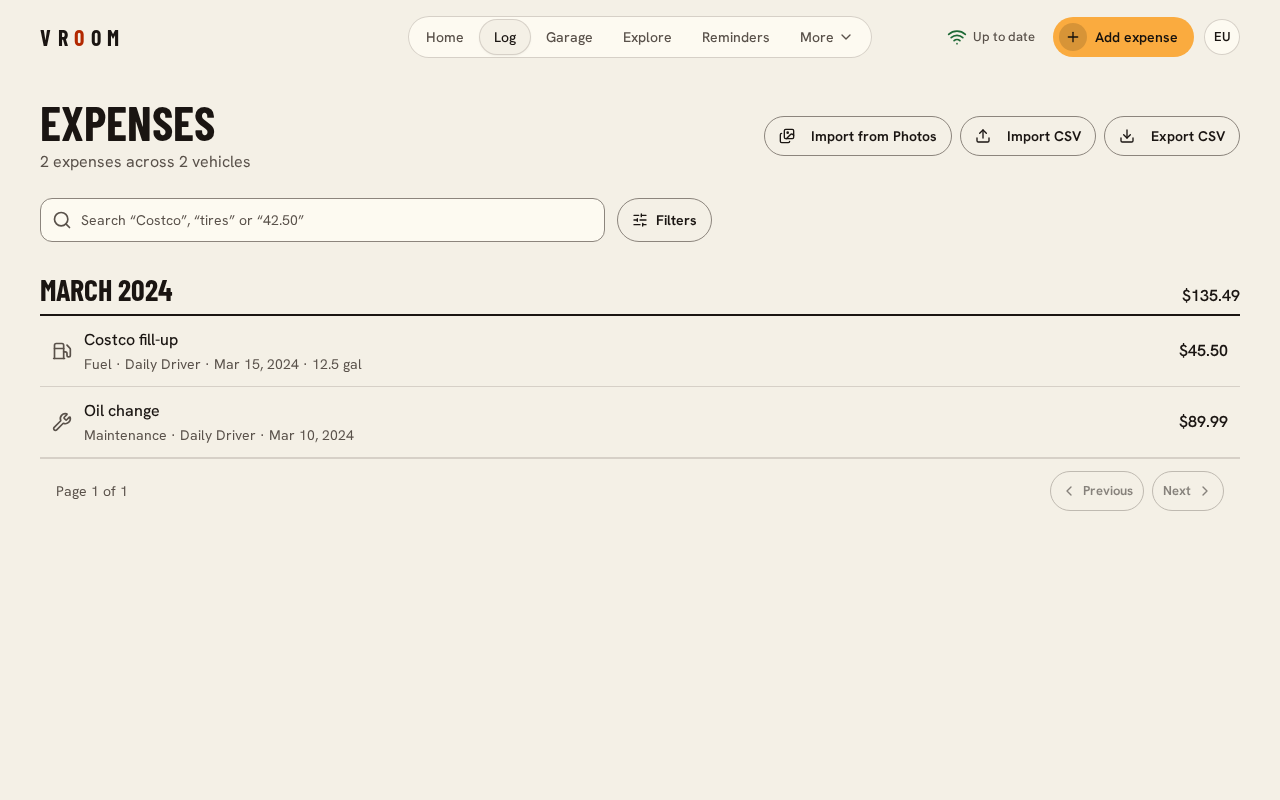 VROOM
Home Log Garage Explore Reminders More
Up to date
Add expense
EU
EXPENSES
2 expenses across 2 vehicles
Import from Photos
Import CSV
Export CSV
Search “Costco”, “tires” or “42.50”
Filters
MARCH 2024 $135.49
Costco fill-up
Fuel · Daily Driver · Mar 15, 2024 · 12.5 gal
$45.50
Oil change
Maintenance · Daily Driver · Mar 10, 2024
$89.99
Page 1 of 1
Previous
Next